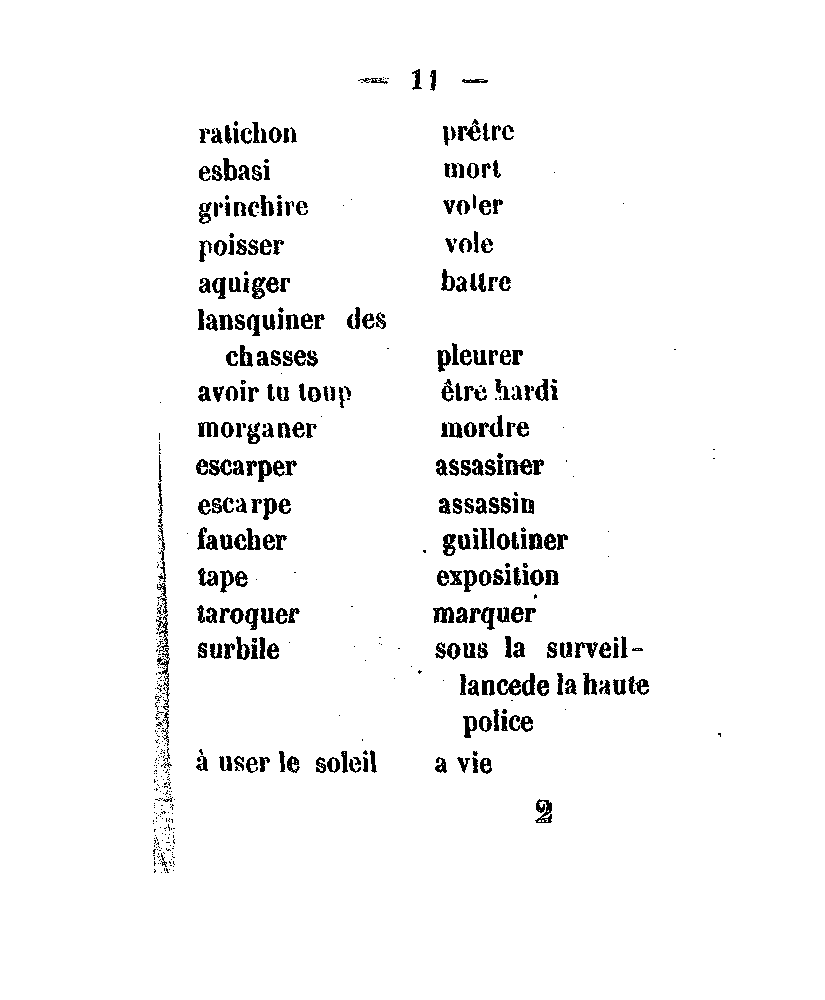 — 11 —
ratichon prêtre
esbasi mort
grinchire voler
poisser vole
aquiger battre
lansquiner des
chasses pleurer
avoir tu toup être hardi
morganer mordre
escarper assasiner
escarpe assassin
faucher guillotiner
tape exposition
taroquer marquer
surbile sous la surveil-
lancede la haute
police
à user le soleil a vie
2